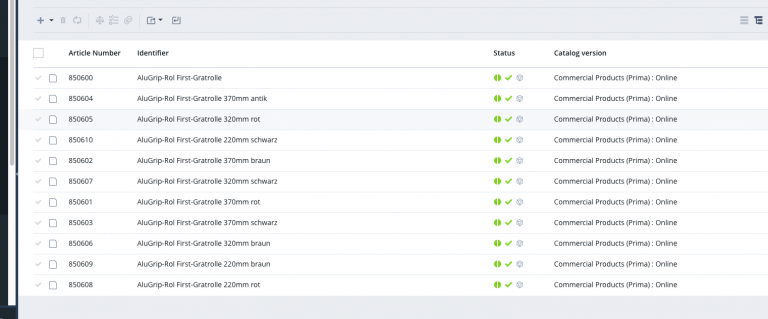 Article Number Identifier Status Catalog version
850600 AluGrip-Rol First-Gratrolle Commercial Products (Prima) : Online
850604 AluGrip-Rol First-Gratrolle 370mm antik Commercial Products (Prima) : Online
850605 AluGrip-Rol First-Gratrolle 320mm rot Commercial Products (Prima) : Online
850610 AluGrip-Rol First-Gratrolle 220mm schwarz Commercial Products (Prima) : Online
850602 AluGrip-Rol First-Gratrolle 370mm braun Commercial Products (Prima) : Online
850607 AluGrip-Rol First-Gratrolle 320mm schwarz Commercial Products (Prima) : Online
850601 AluGrip-Rol First-Gratrolle 370mm rot Commercial Products (Prima) : Online
850603 AluGrip-Rol First-Gratrolle 370mm schwarz Commercial Products (Prima) : Online
850606 AluGrip-Rol First-Gratrolle 320mm braun Commercial Products (Prima) : Online
850609 AluGrip-Rol First-Gratrolle 220mm braun Commercial Products (Prima) : Online
850608 AluGrip-Rol First-Gratrolle 220mm rot Commercial Products (Prima) : Online